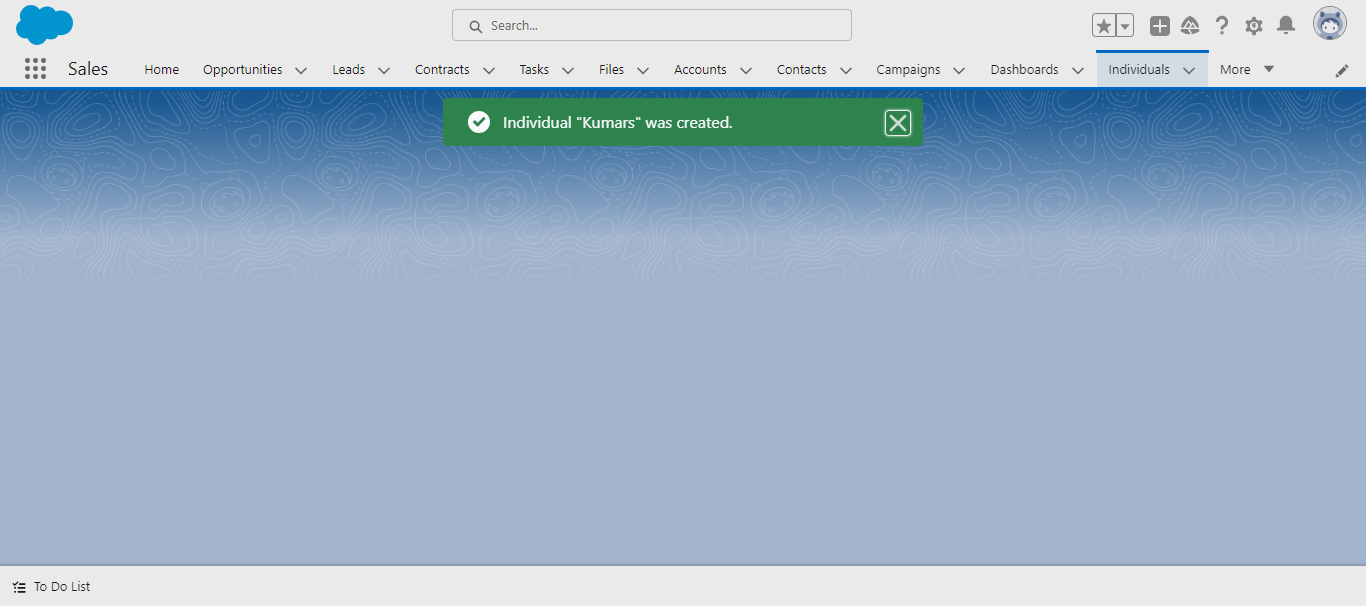 Search...
Sales Home Opportunities Leads Contracts Tasks Files Accounts Contacts Campaigns Dashboards Individuals More
Individual "Kumars" was created.
To Do List